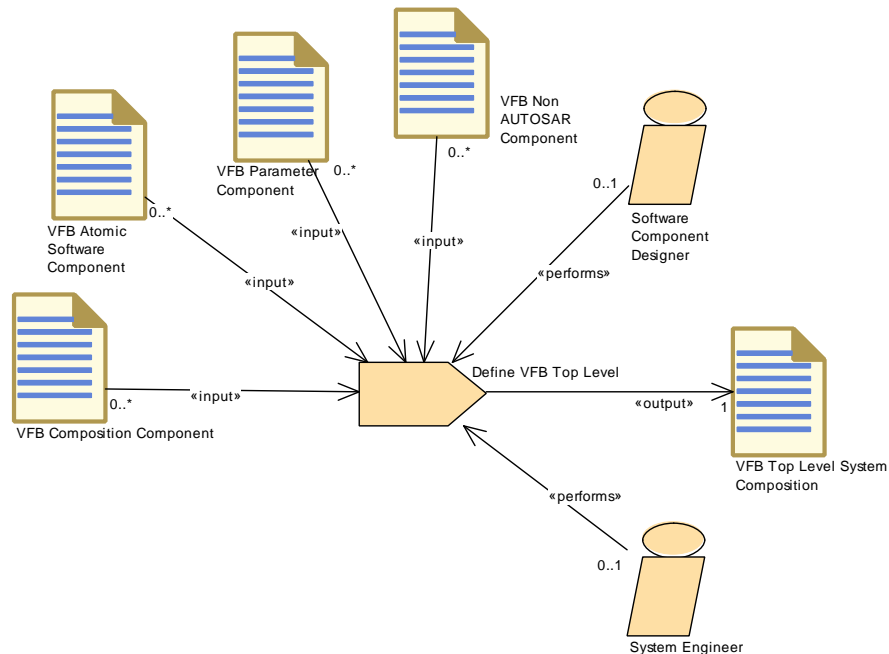 VFB Non
AUTOSAR
Component
0..*
VFB Parameter
Component
0..*
0..*
VFB Atomic
Software
Component
0..1
Software
Component
Designer
«input»
«input»
«input»
«performs»
Define VFB Top Level
«input»
0..*
VFB Composition Component
«output»
1
VFB Top Level System
Composition
«performs»
0..1
System Engineer